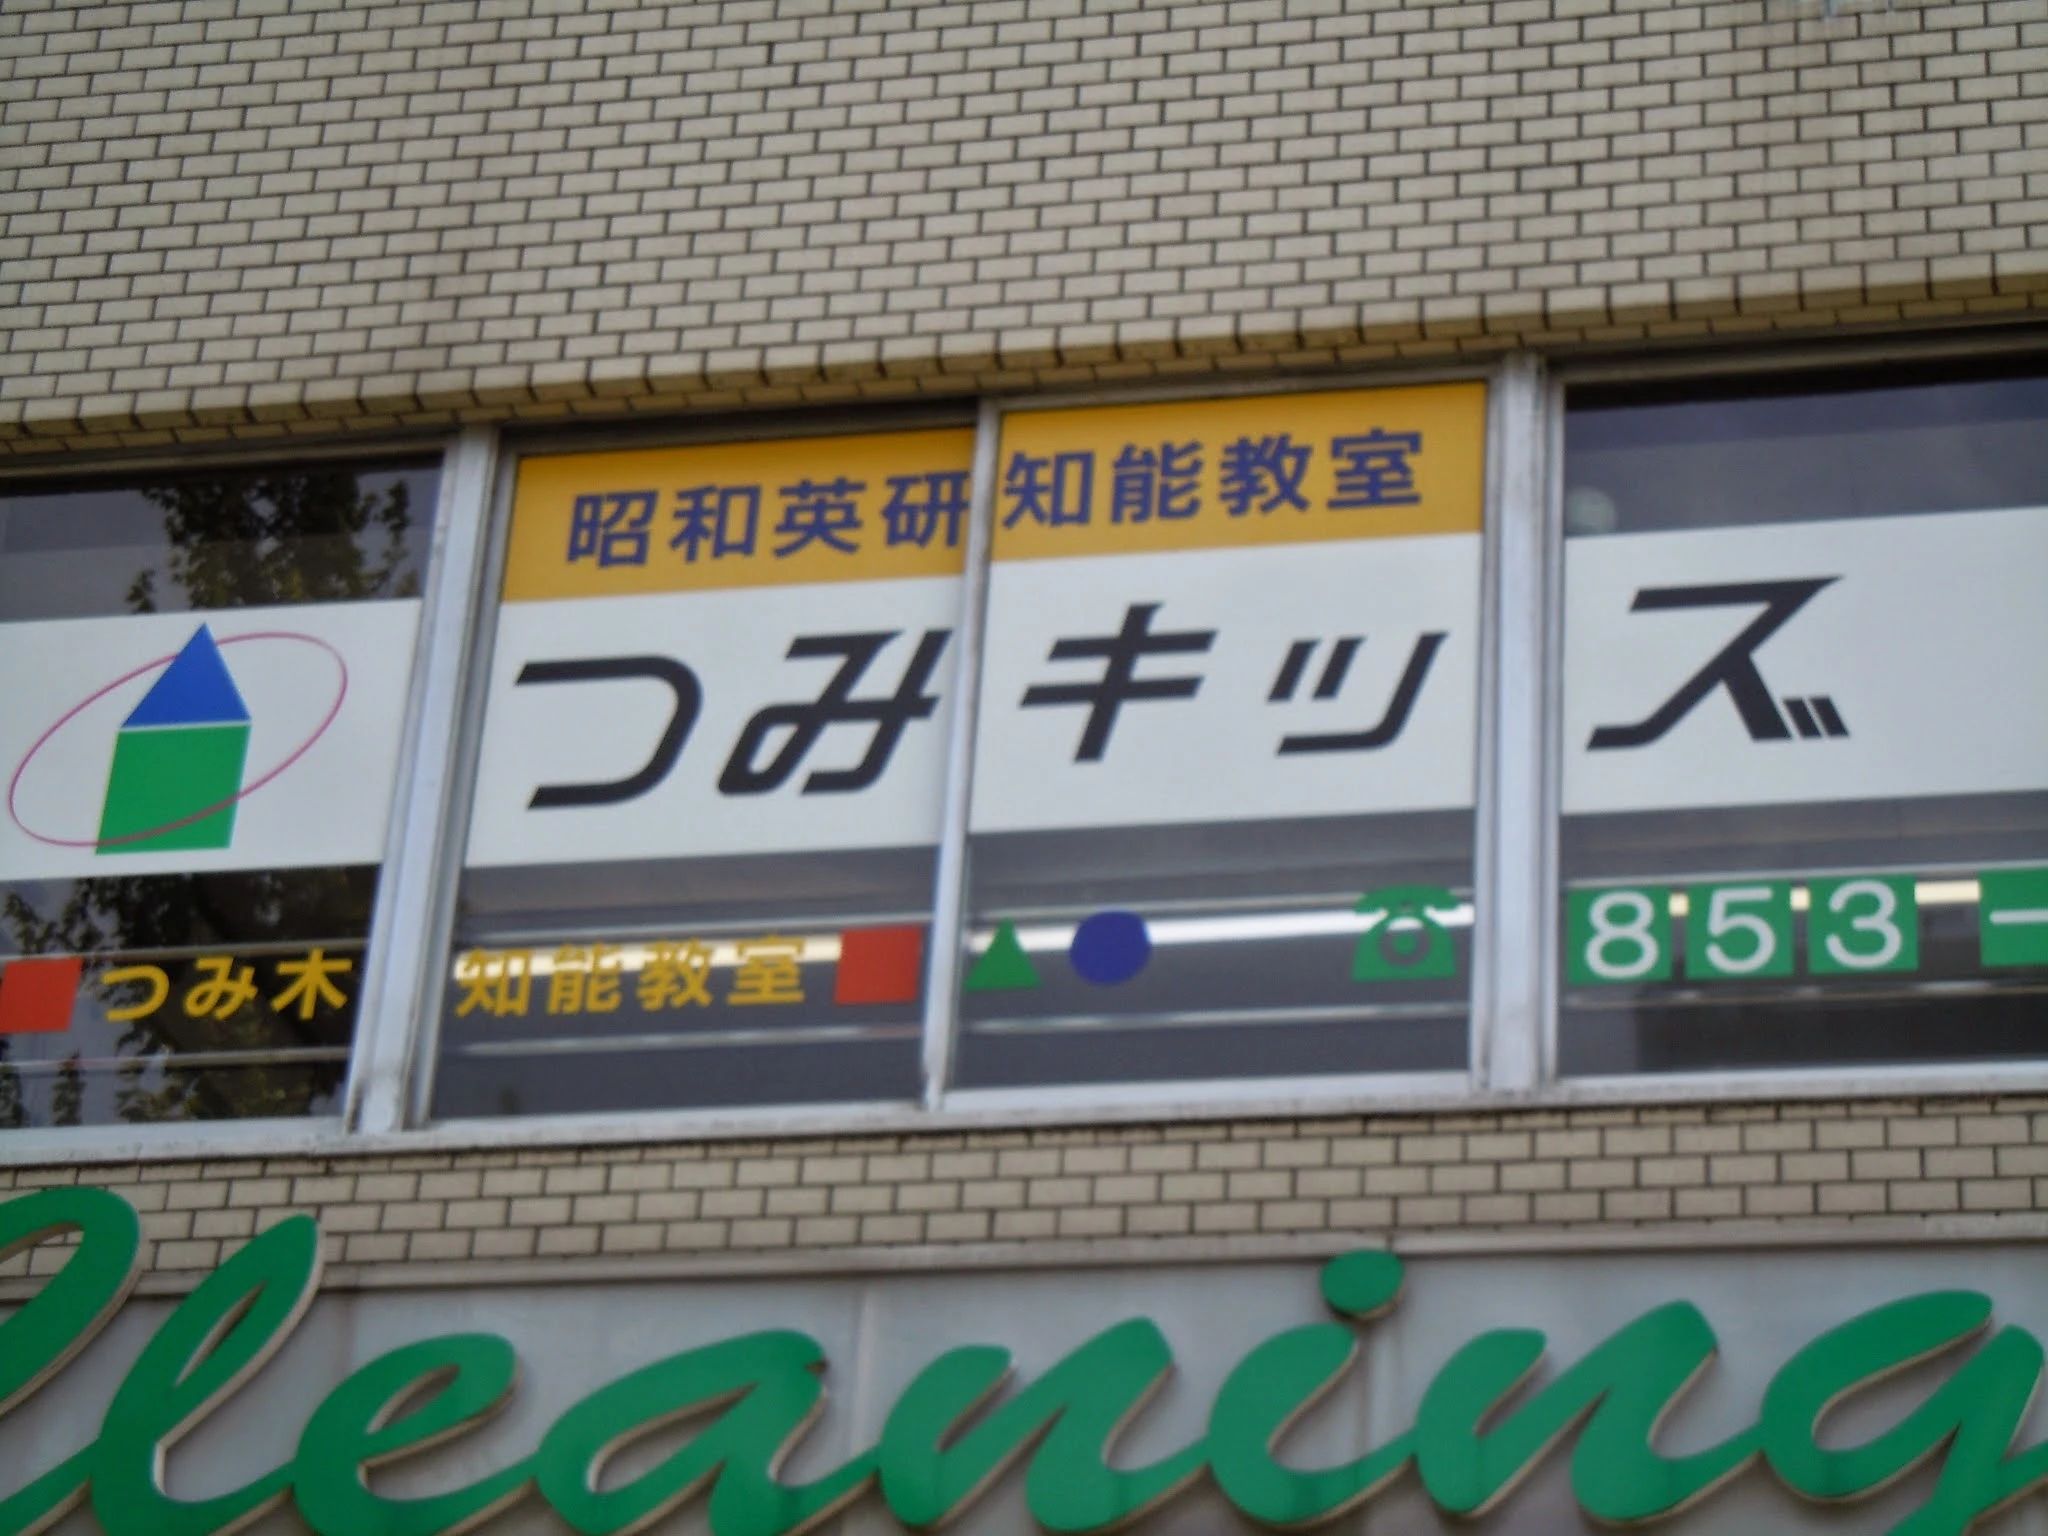 昭和英研知能教室
つみキッズ
つみ木知能教室
853-
Cleaning